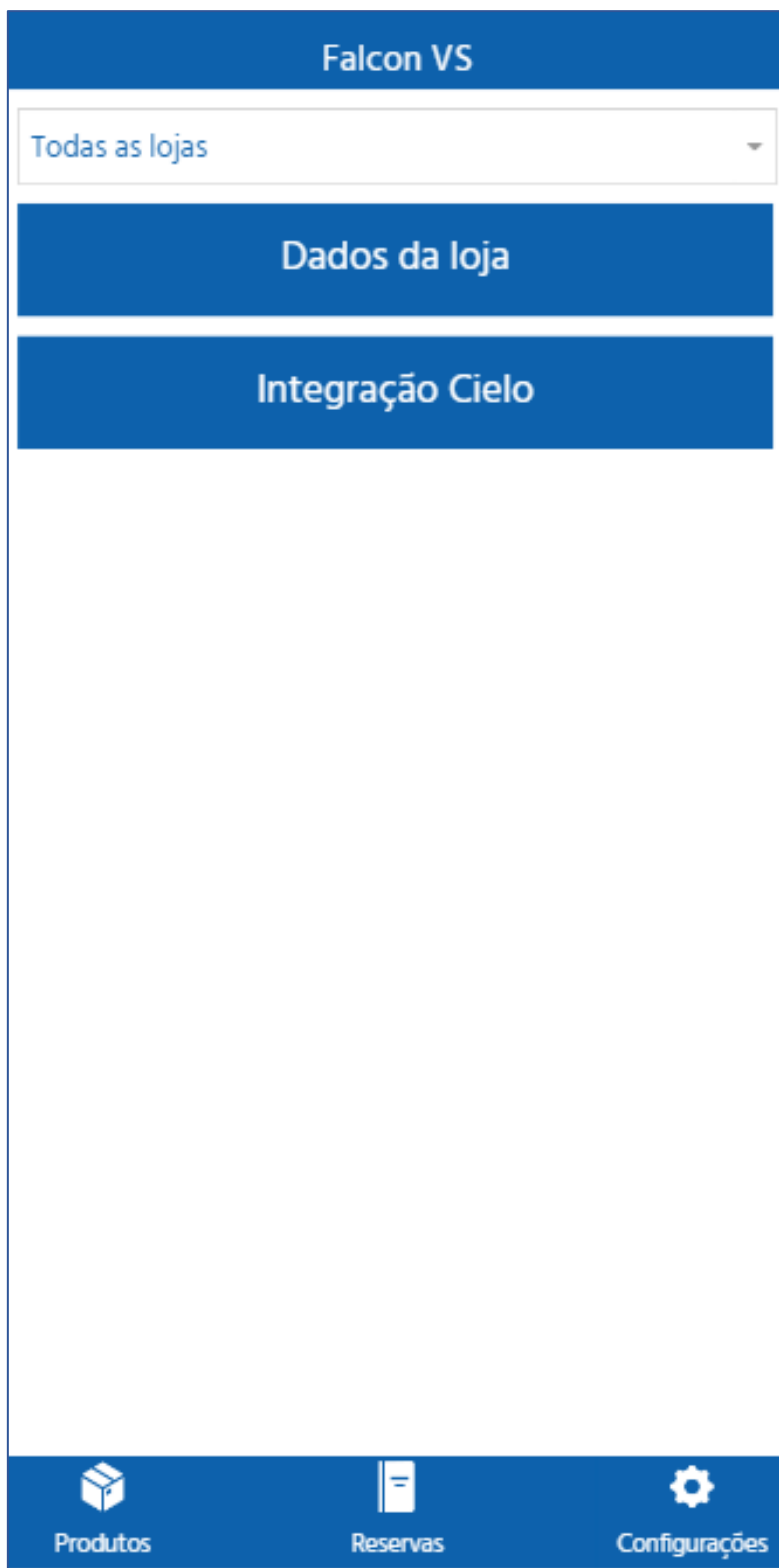 Falcon VS
Todas as lojas
Dados da loja
Integração Cielo
Produtos
Reservas
Configurações